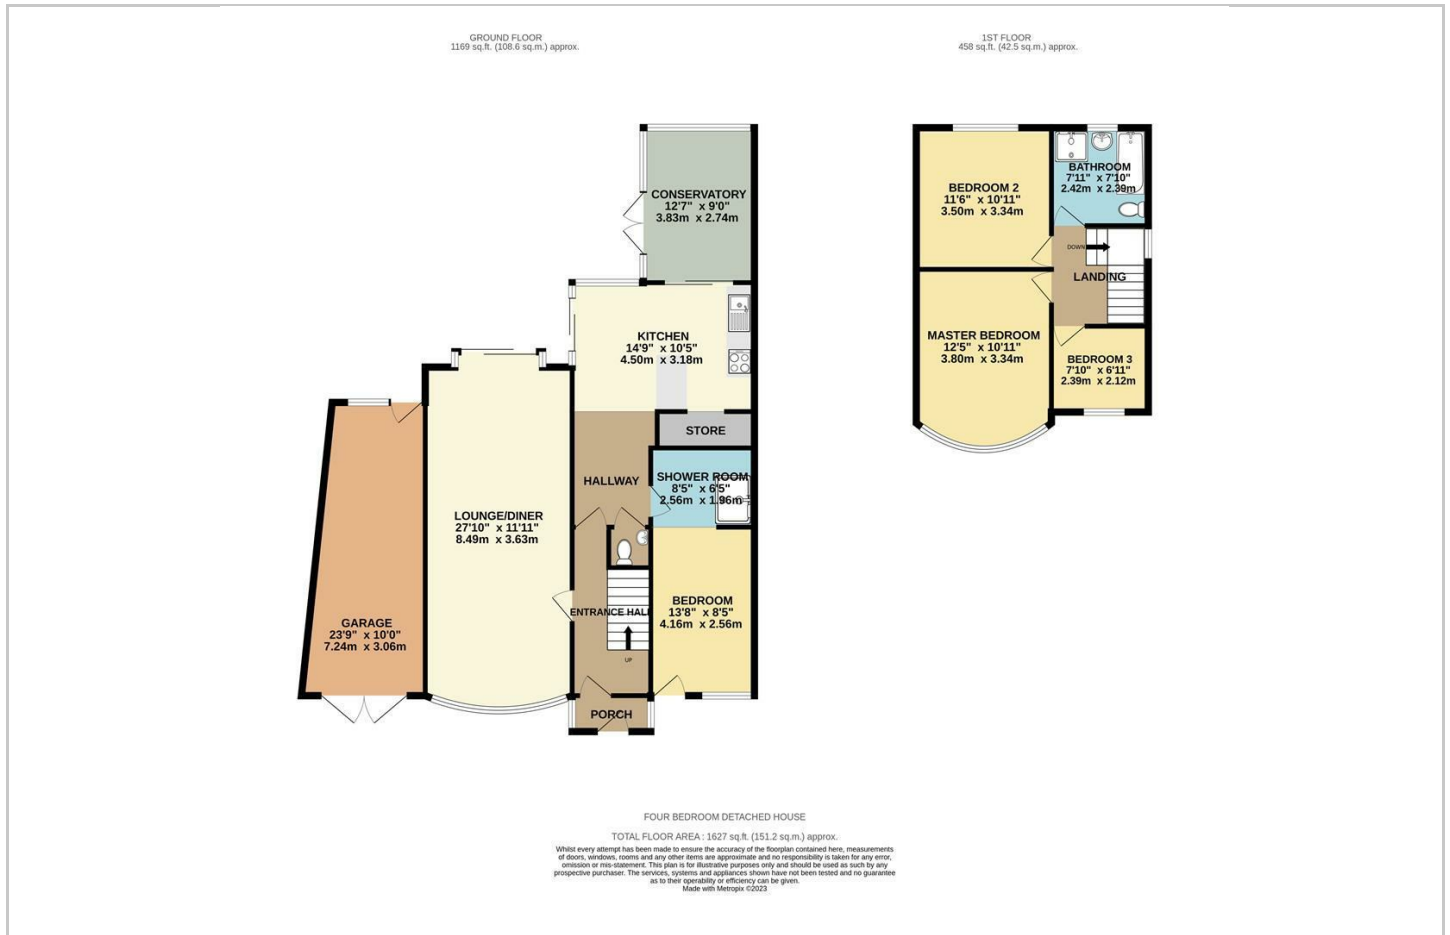 GROUND FLOOR
1169 sq.ft. (108.6 sq.m.) approx.
1ST FLOOR
458 sq.ft. (42.5 sq.m.) approx.
CONSERVATORY
12'7" x 9'0"
3.83m x 2.74m
KITCHEN
14'9" x 10'5"
4.50m x 3.18m
STORE
HALLWAY
SHOWER ROOM
8'5" x 6'5"
2.56m x 1.96m
LOUNGE/DINER
27'10" x 11'11"
8.49m x 3.63m
GARAGE
23'9" x 10'0"
7.24m x 3.06m
ENTRANCE HALL
UP
BEDROOM
13'8" x 8'5"
4.16m x 2.56m
PORCH
BEDROOM 2
11'6" x 10'11"
3.50m x 3.34m
BATHROOM
7'11" x 7'10"
2.42m x 2.39m
DOWN
LANDING
MASTER BEDROOM
12'5" x 10'11"
3.80m x 3.34m
BEDROOM 3
7'10" x 6'11"
2.39m x 2.12m
FOUR BEDROOM DETACHED HOUSE
TOTAL FLOOR AREA : 1627 sq.ft. (151.2 sq.m.) approx.
Whilst every attempt has been made to ensure the accuracy of the floorplan contained here, measurements
of doors, windows, rooms and any other items are approximate and no responsibility is taken for any error,
omission or mis-statement. This plan is for illustrative purposes only and should be used as such by any
prospective purchaser. The services, systems and appliances shown have not been tested and no guarantee
as to their operability or efficiency can be given.
Made with Metropix ©2023